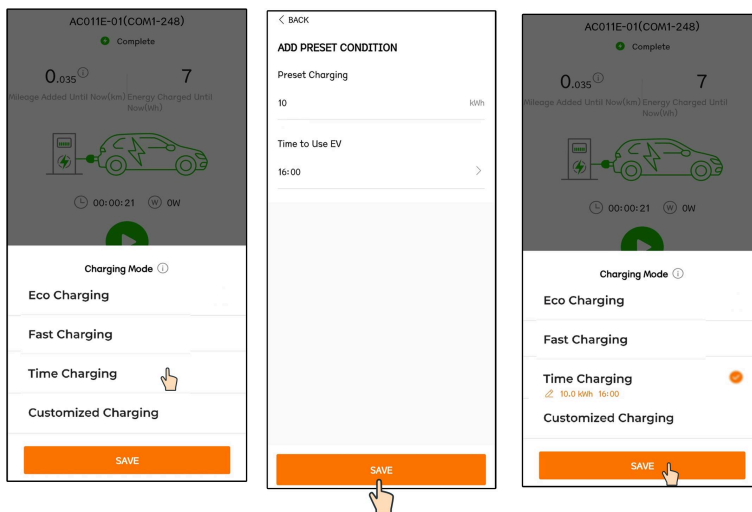 AC011E-01(COM1-248)
Complete
0.035
7
Mileage Added Until Now(km)
Energy Charged Until
Now(Wh)
00:00:21
W
0W
Charging Mode
Eco Charging
Fast Charging
Time Charging
Customized Charging
SAVE
< BACK
ADD PRESET CONDITION
Preset Charging
10 kWh
Time to Use EV
16:00 >
SAVE
AC011E-01(COM1-248)
Complete
0.035
7
Mileage Added Until Now(km)
Energy Charged Until
Now(Wh)
00:00:21
W
0W
Charging Mode
Eco Charging
Fast Charging
Time Charging
10.0 kWh 16:00
Customized Charging
SAVE